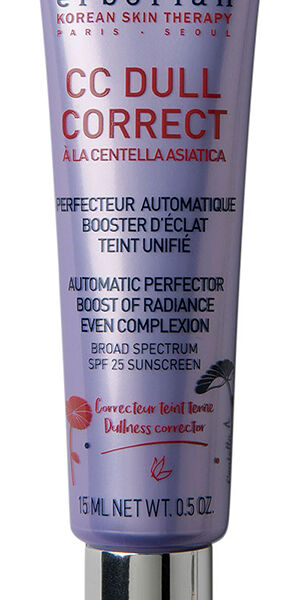 erborian
KOREAN SKIN THERAPY
PARIS - SEOUL
CC DULL
CORRECT
À LA CENTELLA ASIATICA
PERFECTEUR AUTOMATIQUE
BOOSTER D'ÉCLAT
TEINT UNIFIÉ
AUTOMATIC PERFECTOR
BOOST OF RADIANCE
EVEN COMPLEXION
BROAD SPECTRUM
SPF 25 SUNSCREEN
Correcteur teint terne
Dullness corrector
15 ML NET WT. 0.5 OZ.